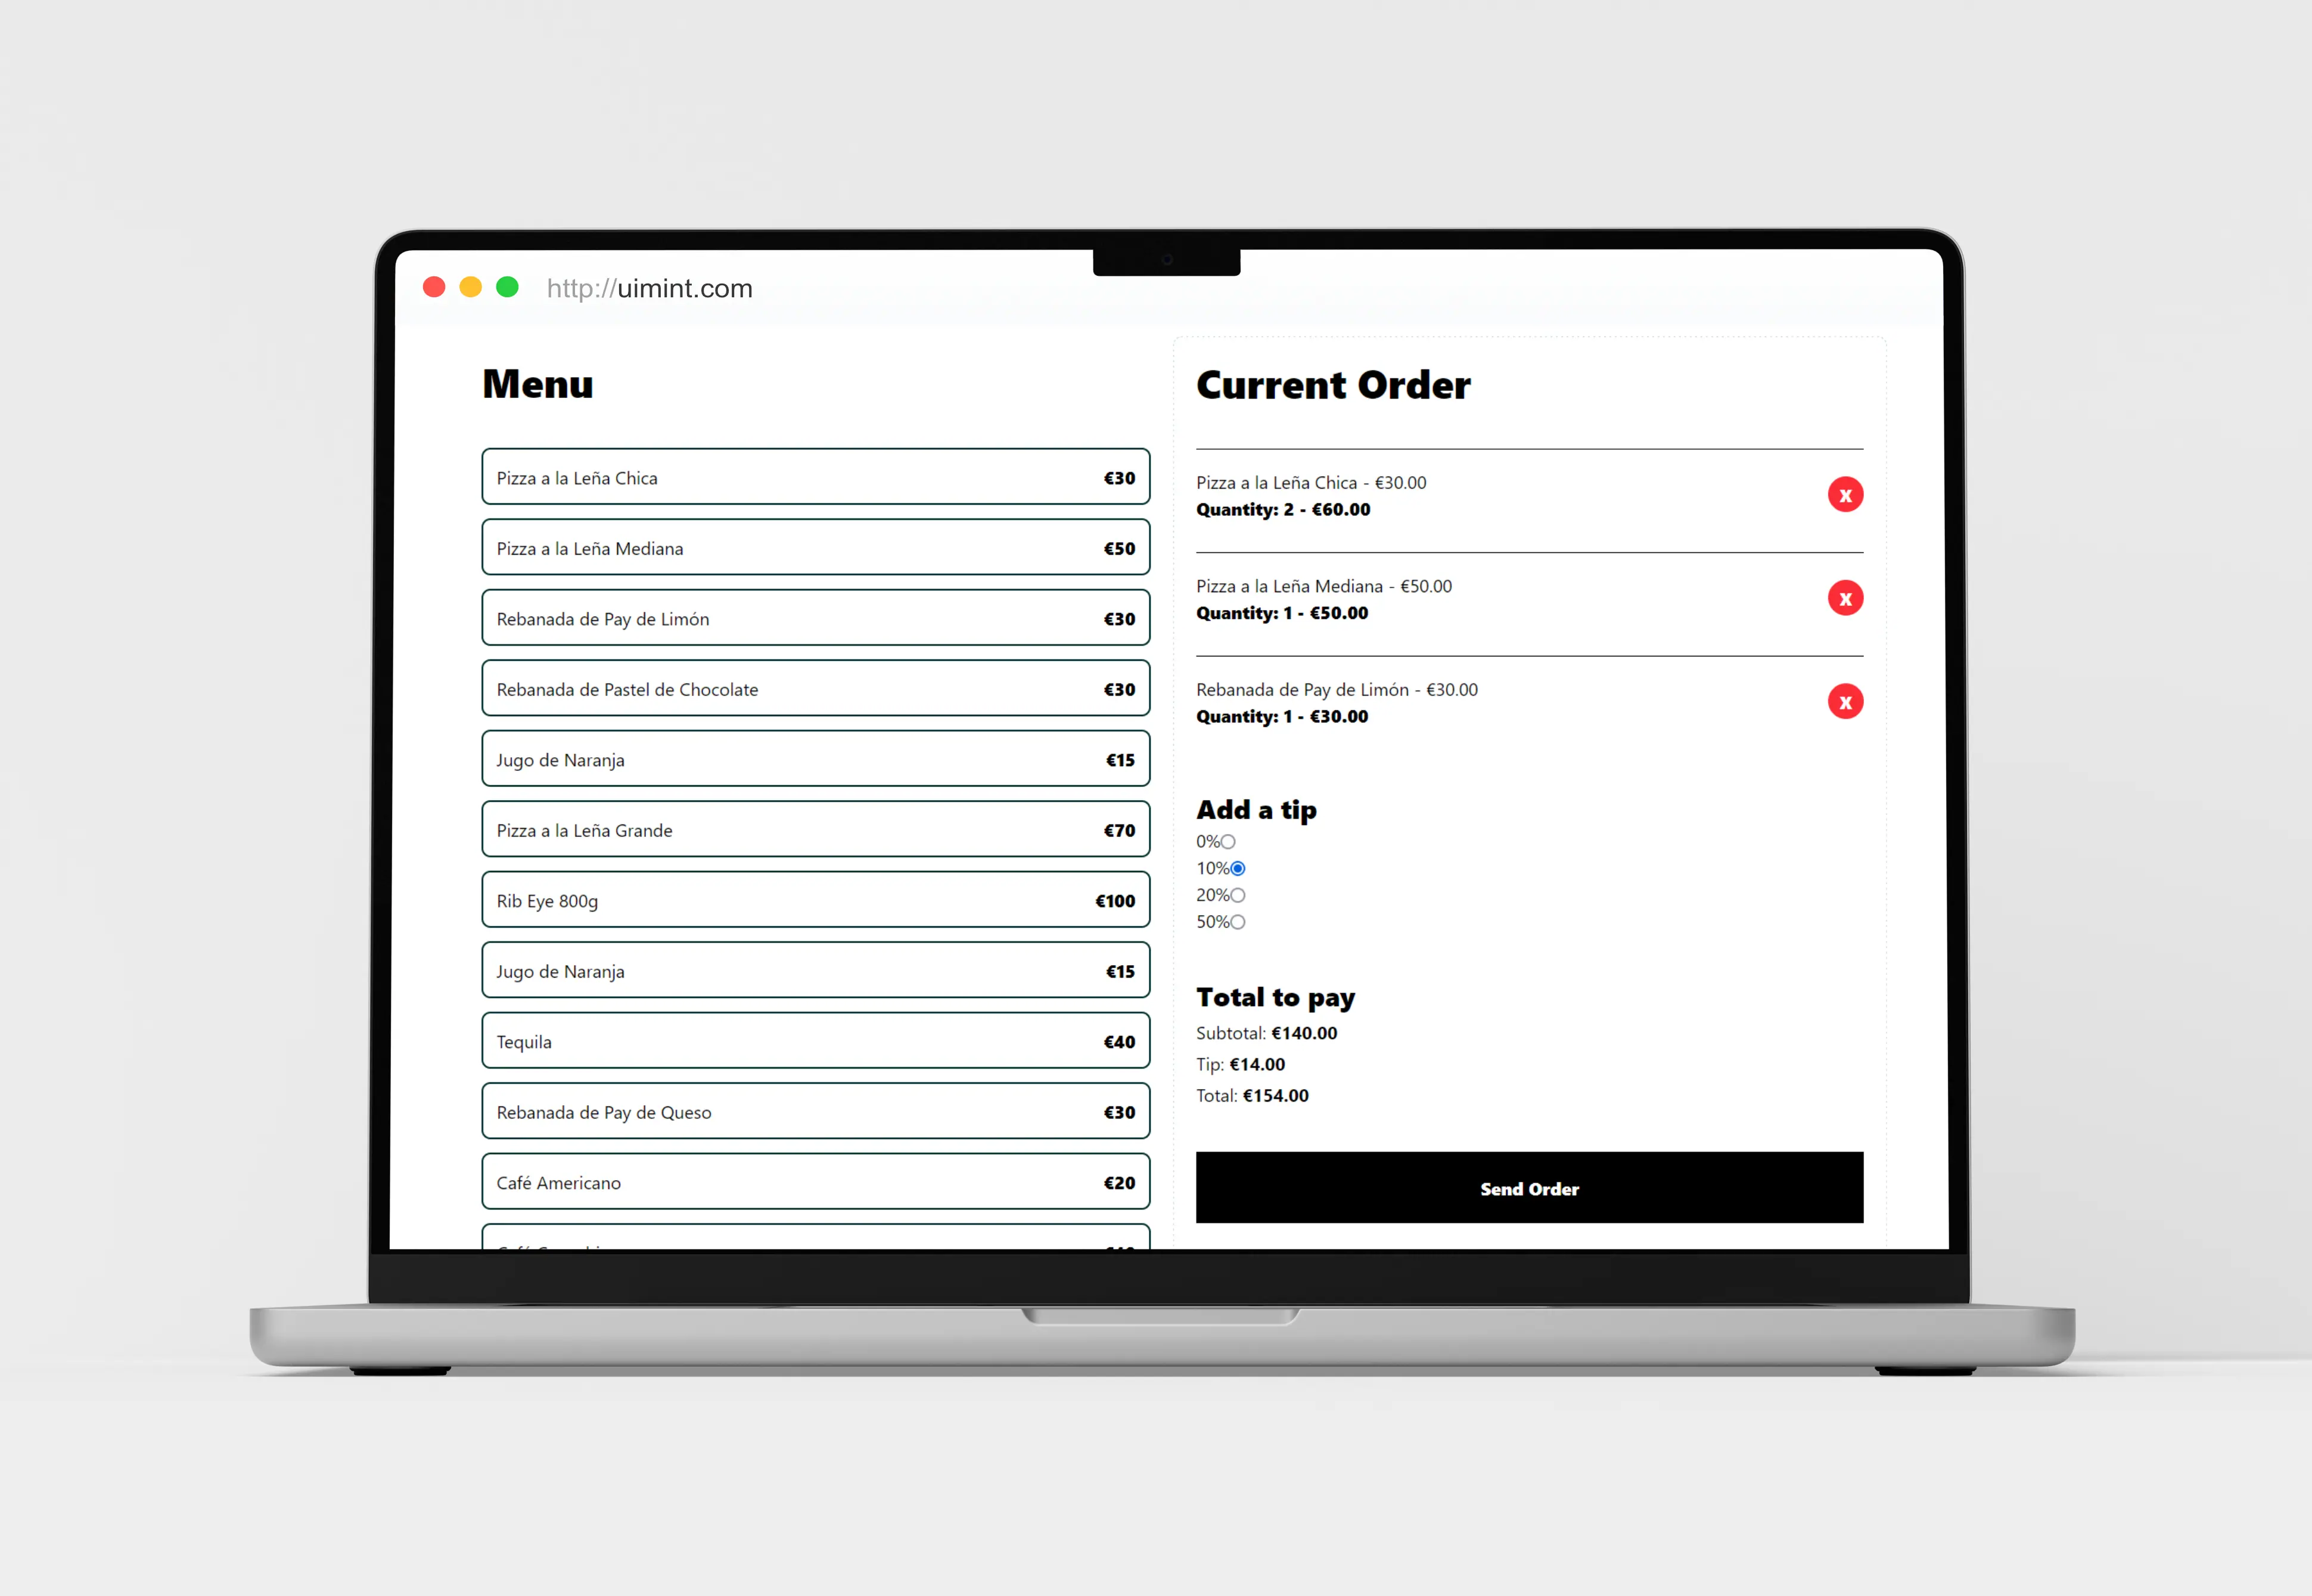 http://uimint.com
Menu
Pizza a la Leña Chica €30
Pizza a la Leña Mediana €50
Rebanada de Pay de Limón €30
Rebanada de Pastel de Chocolate €30
Jugo de Naranja €15
Pizza a la Leña Grande €70
Rib Eye 800g €100
Jugo de Naranja €15
Tequila €40
Rebanada de Pay de Queso €30
Café Americano €20
Current Order
Pizza a la Leña Chica - €30.00
Quantity: 2 - €60.00
x
Pizza a la Leña Mediana - €50.00
Quantity: 1 - €50.00
x
Rebanada de Pay de Limón - €30.00
Quantity: 1 - €30.00
x
Add a tip
0%
10%
20%
50%
Total to pay
Subtotal: €140.00
Tip: €14.00
Total: €154.00
Send Order